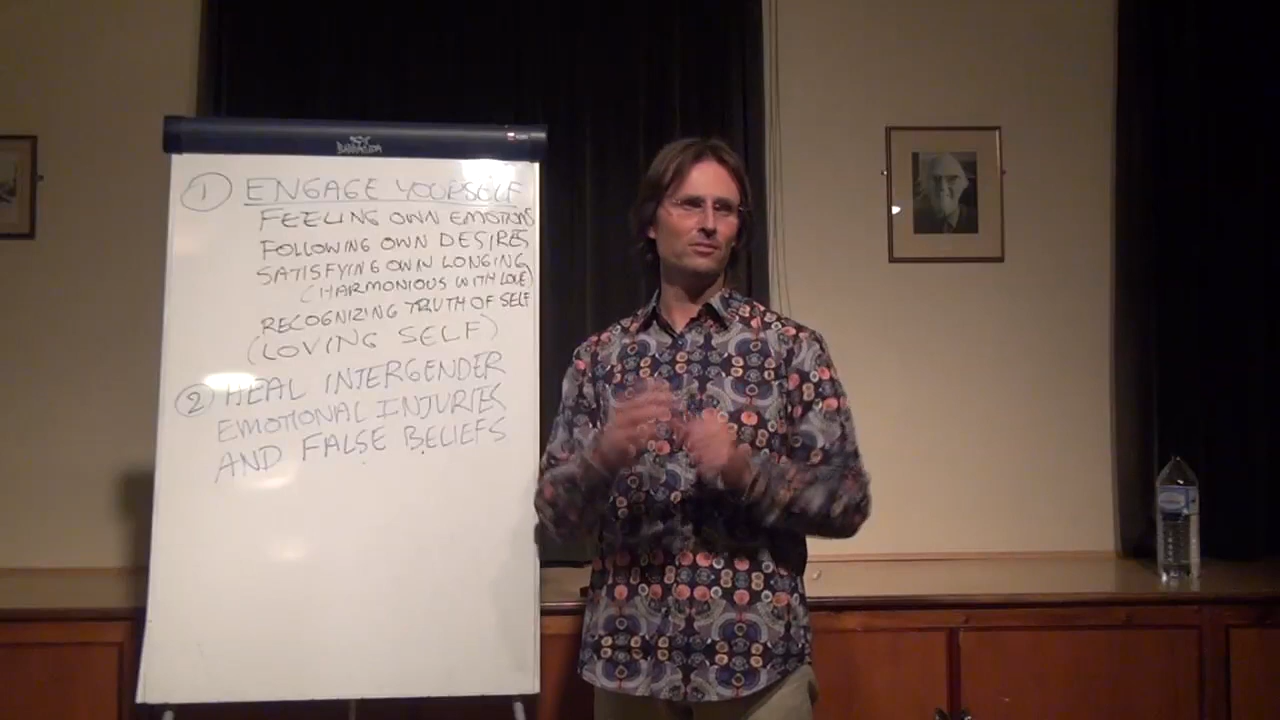 ① ENGAGE YOURSELF
FEELING OWN EMOTIONS
FOLLOWING OWN DESIRES
SATISFYING OWN LONGING
(HARMONIOUS WITH LOVE)
RECOGNIZING TRUTH OF SELF
(LOVING SELF)
② HEAL INTERGENDER
EMOTIONAL INJURIES
AND FALSE BELIEFS